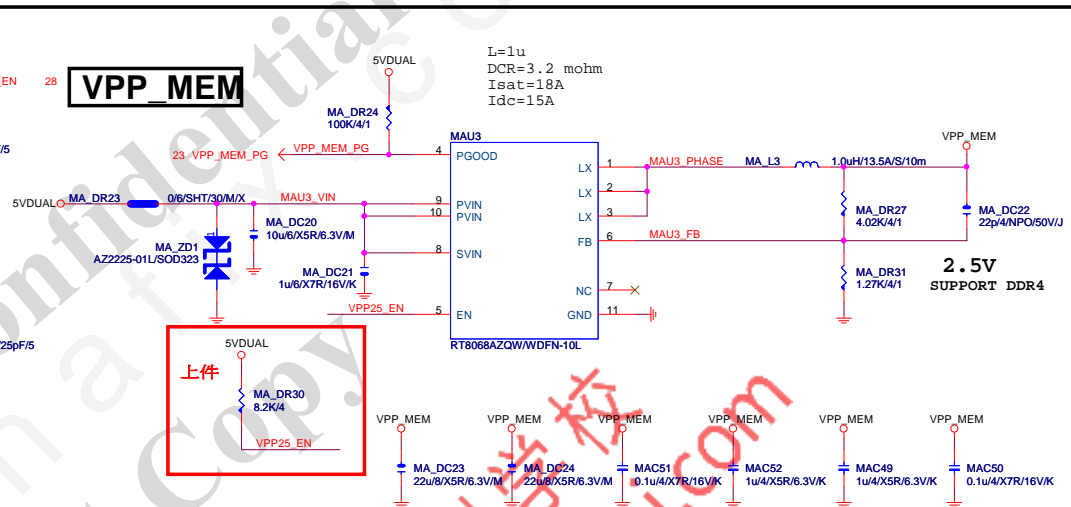 L=1u
DCR=3.2 mohm
Isat=18A
Idc=15A
_EN 28
VPP_MEM
5VDUAL
MA_DR24
100K/4/1
MAU3
VPP_MEM
/5
23 VPP_MEM_PG
VPP_MEM_PG
4 PGOOD
LX 1
MAU3_PHASE
MA_L3
1.0uH/13.5A/S/10m
5VDUAL
MA_DR23
0/6/SHT/30/M/X
MAU3_VIN
9 PVIN
10 PVIN
LX 2
LX 3
MA_DR27
4.02K/4/1
MA_DC22
22p/4/NPO/50V/J
MA_DC20
10u/6/X5R/6.3V/M
1
MA_ZD1
AZ2225-01L/SOD323
8 SVIN
FB 6
MAU3_FB
MA_DC21
1u/6/X7R/16V/K
MA_DR31
1.27K/4/1
2.5V
SUPPORT DDR4
NC 7
VPP25_EN
5 EN
GND 11
RT8068AZQW/WDFN-10L
/25pF/5
5VDUAL
上件
MA_DR30
8.2K/4
VPP25_EN
VPP_MEM
VPP_MEM
VPP_MEM
VPP_MEM
VPP_MEM
VPP_MEM
MA_DC23
22u/8/X5R/6.3V/M
MA_DC24
22u/8/X5R/6.3V/M
MAC51
0.1u/4/X7R/16V/K
MAC52
1u/4/X5R/6.3V/K
MAC49
1u/4/X5R/6.3V/K
MAC50
0.1u/4/X7R/16V/K
onfidential
Copy
学校
.com